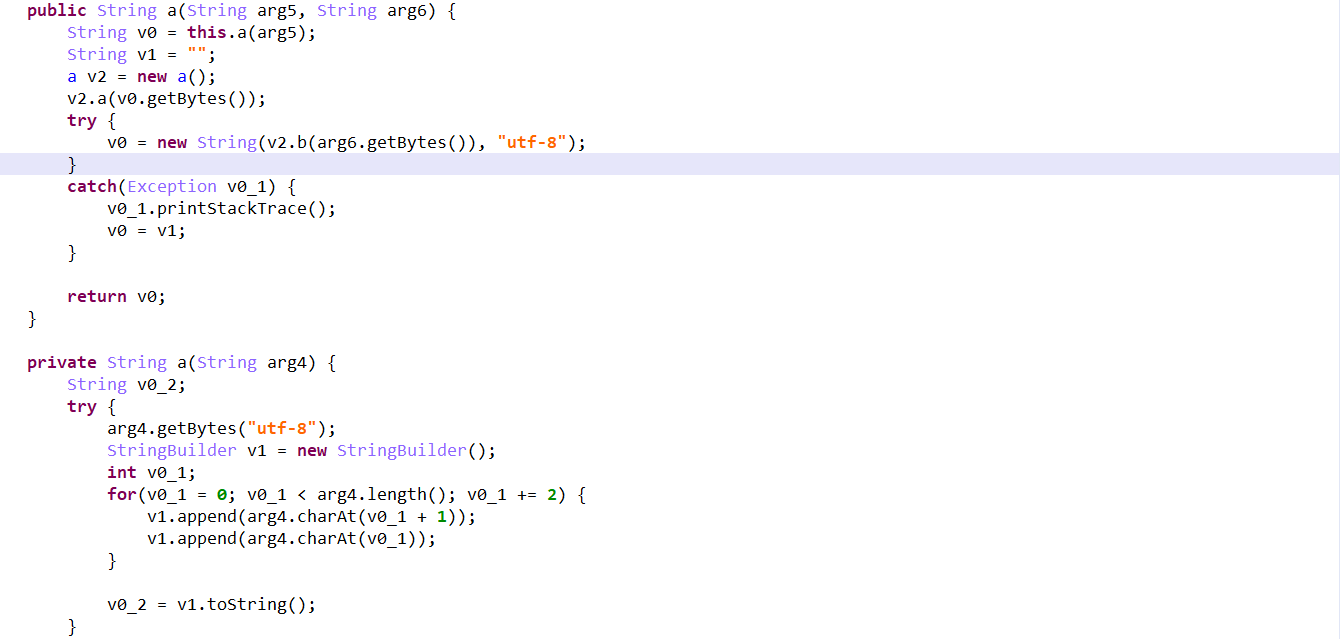 public String a(String arg5, String arg6) {
    String v0 = this.a(arg5);
    String v1 = "";
    a v2 = new a();
    v2.a(v0.getBytes());
    try {
        v0 = new String(v2.b(arg6.getBytes()), "utf-8");
    }
    catch(Exception v0_1) {
        v0_1.printStackTrace();
        v0 = v1;
    }

    return v0;
}

private String a(String arg4) {
    String v0_2;
    try {
        arg4.getBytes("utf-8");
        StringBuilder v1 = new StringBuilder();
        int v0_1;
        for(v0_1 = 0; v0_1 < arg4.length(); v0_1 += 2) {
            v1.append(arg4.charAt(v0_1 + 1));
            v1.append(arg4.charAt(v0_1));
        }

        v0_2 = v1.toString();
    }